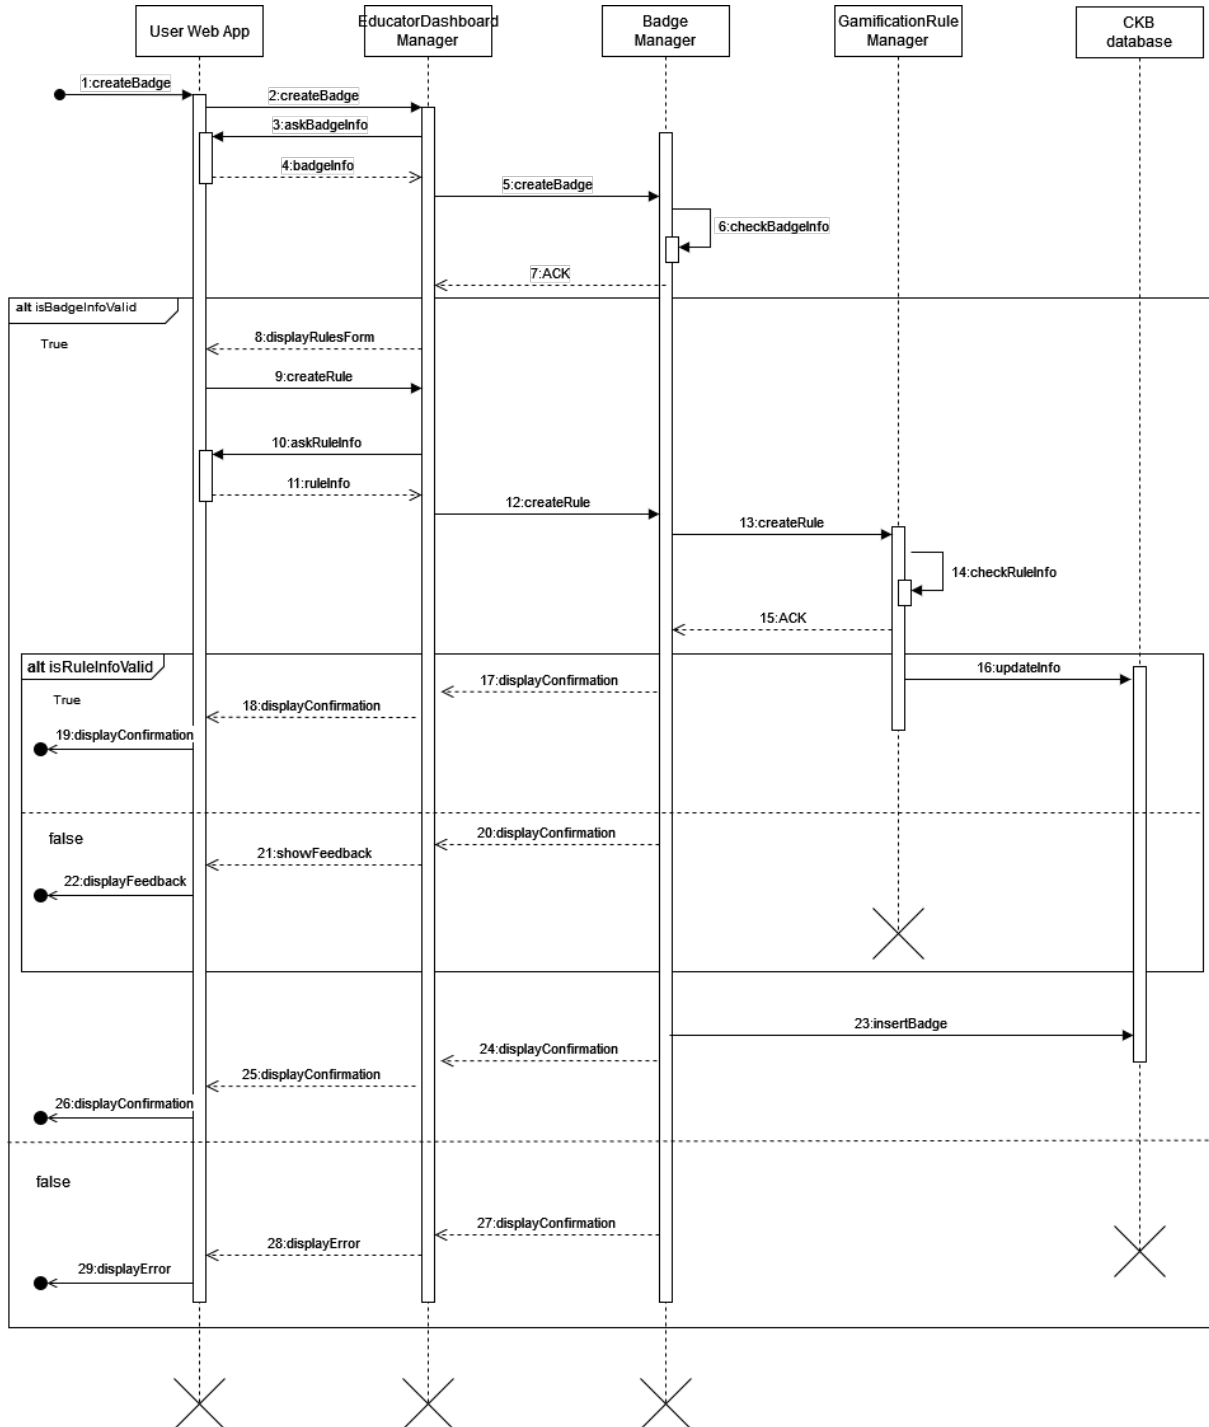 User Web App
EducatorDashboard
Manager
Badge
Manager
GamificationRule
Manager
CKB
database
1:createBadge
2:createBadge
3:askBadgeInfo
4:badgeInfo
5:createBadge
6:checkBadgeInfo
7:ACK
alt isBadgeInfoValid
True
8:displayRulesForm
9:createRule
10:askRuleInfo
11:ruleInfo
12:createRule
13:createRule
14:checkRuleInfo
15:ACK
alt isRuleInfoValid
True
16:updateInfo
17:displayConfirmation
18:displayConfirmation
19:displayConfirmation
false
20:displayConfirmation
21:showFeedback
22:displayFeedback
23:insertBadge
24:displayConfirmation
25:displayConfirmation
26:displayConfirmation
false
27:displayConfirmation
28:displayError
29:displayError